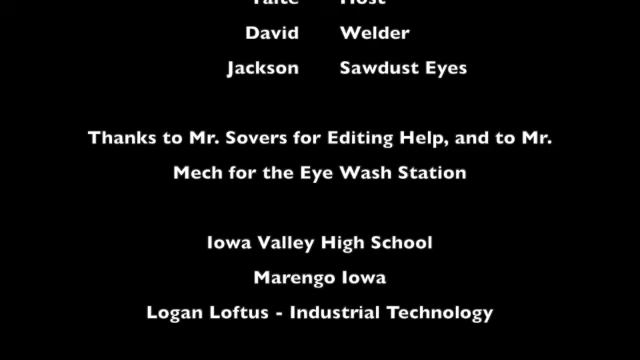 Host
David Welder
Jackson Sawdust Eyes
Thanks to Mr. Sovers for Editing Help, and to Mr.
Mech for the Eye Wash Station
Iowa Valley High School
Marengo Iowa
Logan Loftus - Industrial Technology